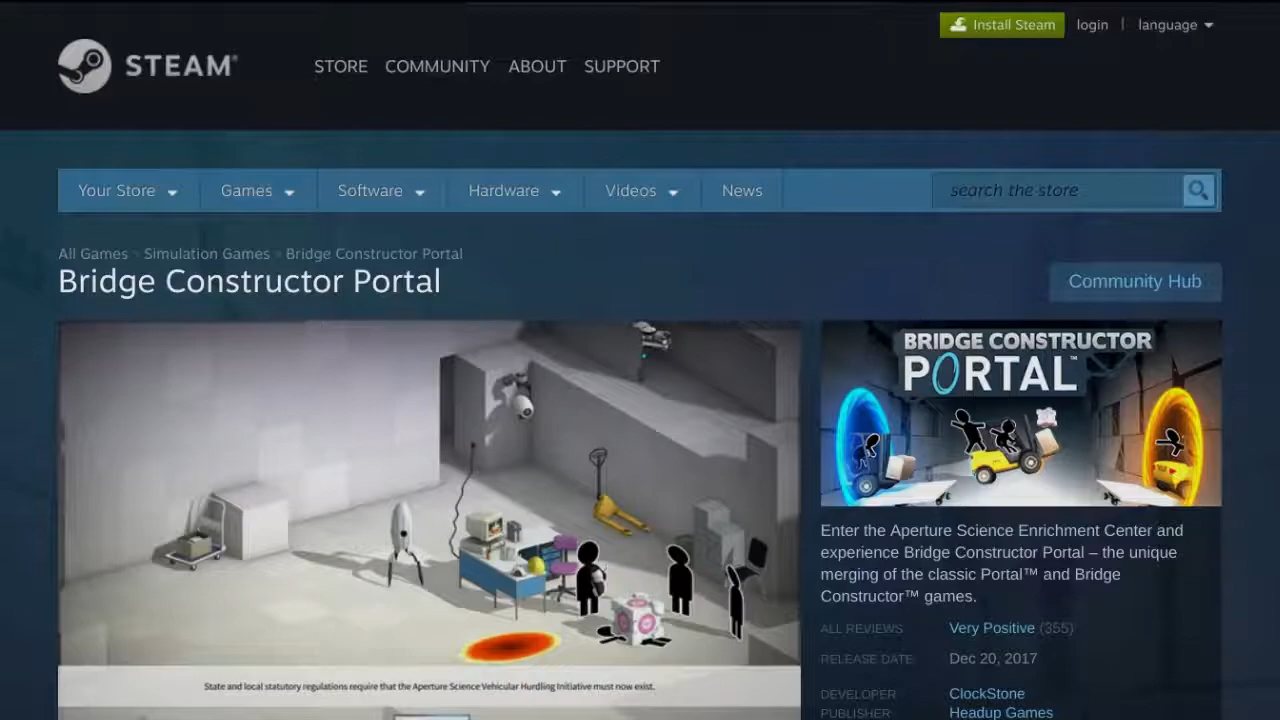 Install Steam login | language
STEAM®
STORE COMMUNITY ABOUT SUPPORT
Your Store Games Software Hardware Videos News search the store
All Games Simulation Games Bridge Constructor Portal
Bridge Constructor Portal
Community Hub
BRIDGE CONSTRUCTOR
PORTAL™
Enter the Aperture Science Enrichment Center and
experience Bridge Constructor Portal – the unique
merging of the classic Portal™ and Bridge
Constructor™ games.
ALL REVIEWS Very Positive (355)
RELEASE DATE: Dec 20, 2017
State and local statutory regulations require that the Aperture Science Vehicular Hurdling Initiative must now exist.
DEVELOPER ClockStone
PUBLISHER: Headup Games